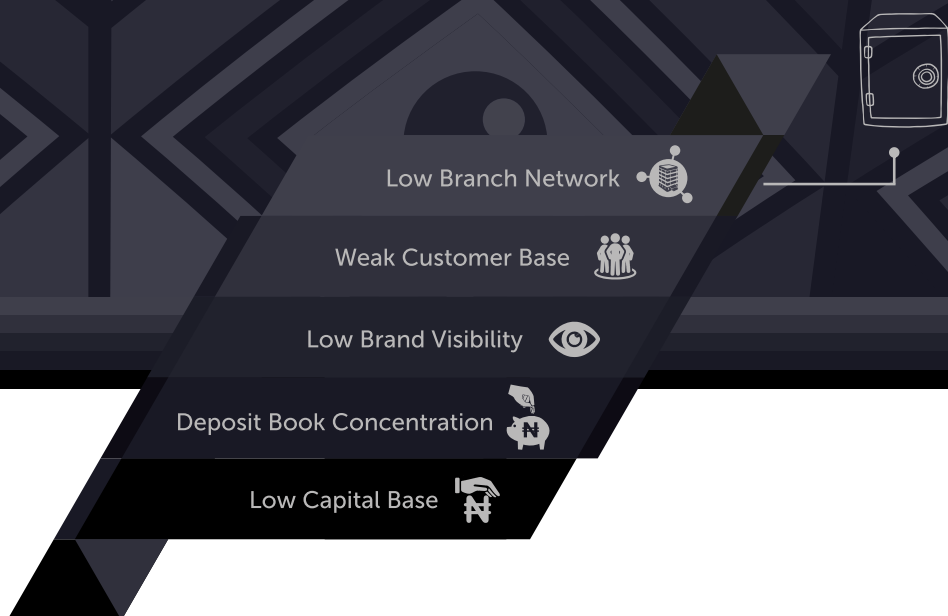 Low Branch Network
Weak Customer Base
Low Brand Visibility
Deposit Book Concentration
₦
Low Capital Base
₦